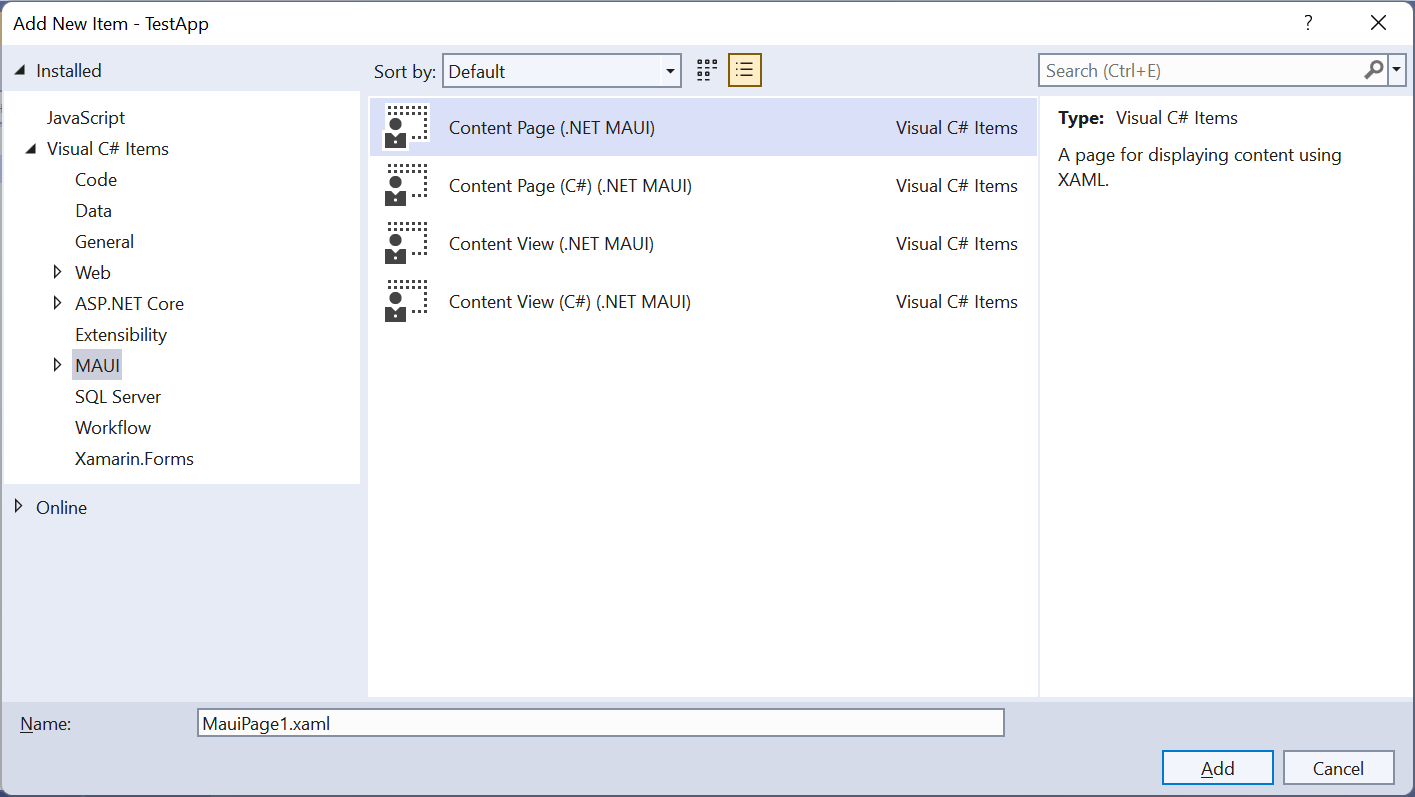 Add New Item - TestApp
?
Installed
Sort by: Default
Search (Ctrl+E)
JavaScript
Visual C# Items
Code
Data
General
Web
ASP.NET Core
Extensibility
MAUI
SQL Server
Workflow
Xamarin.Forms
Online
Content Page (.NET MAUI) Visual C# Items
Content Page (C#) (.NET MAUI) Visual C# Items
Content View (.NET MAUI) Visual C# Items
Content View (C#) (.NET MAUI) Visual C# Items
Type: Visual C# Items
A page for displaying content using
XAML.
Name: MauiPage1.xaml
Add Cancel